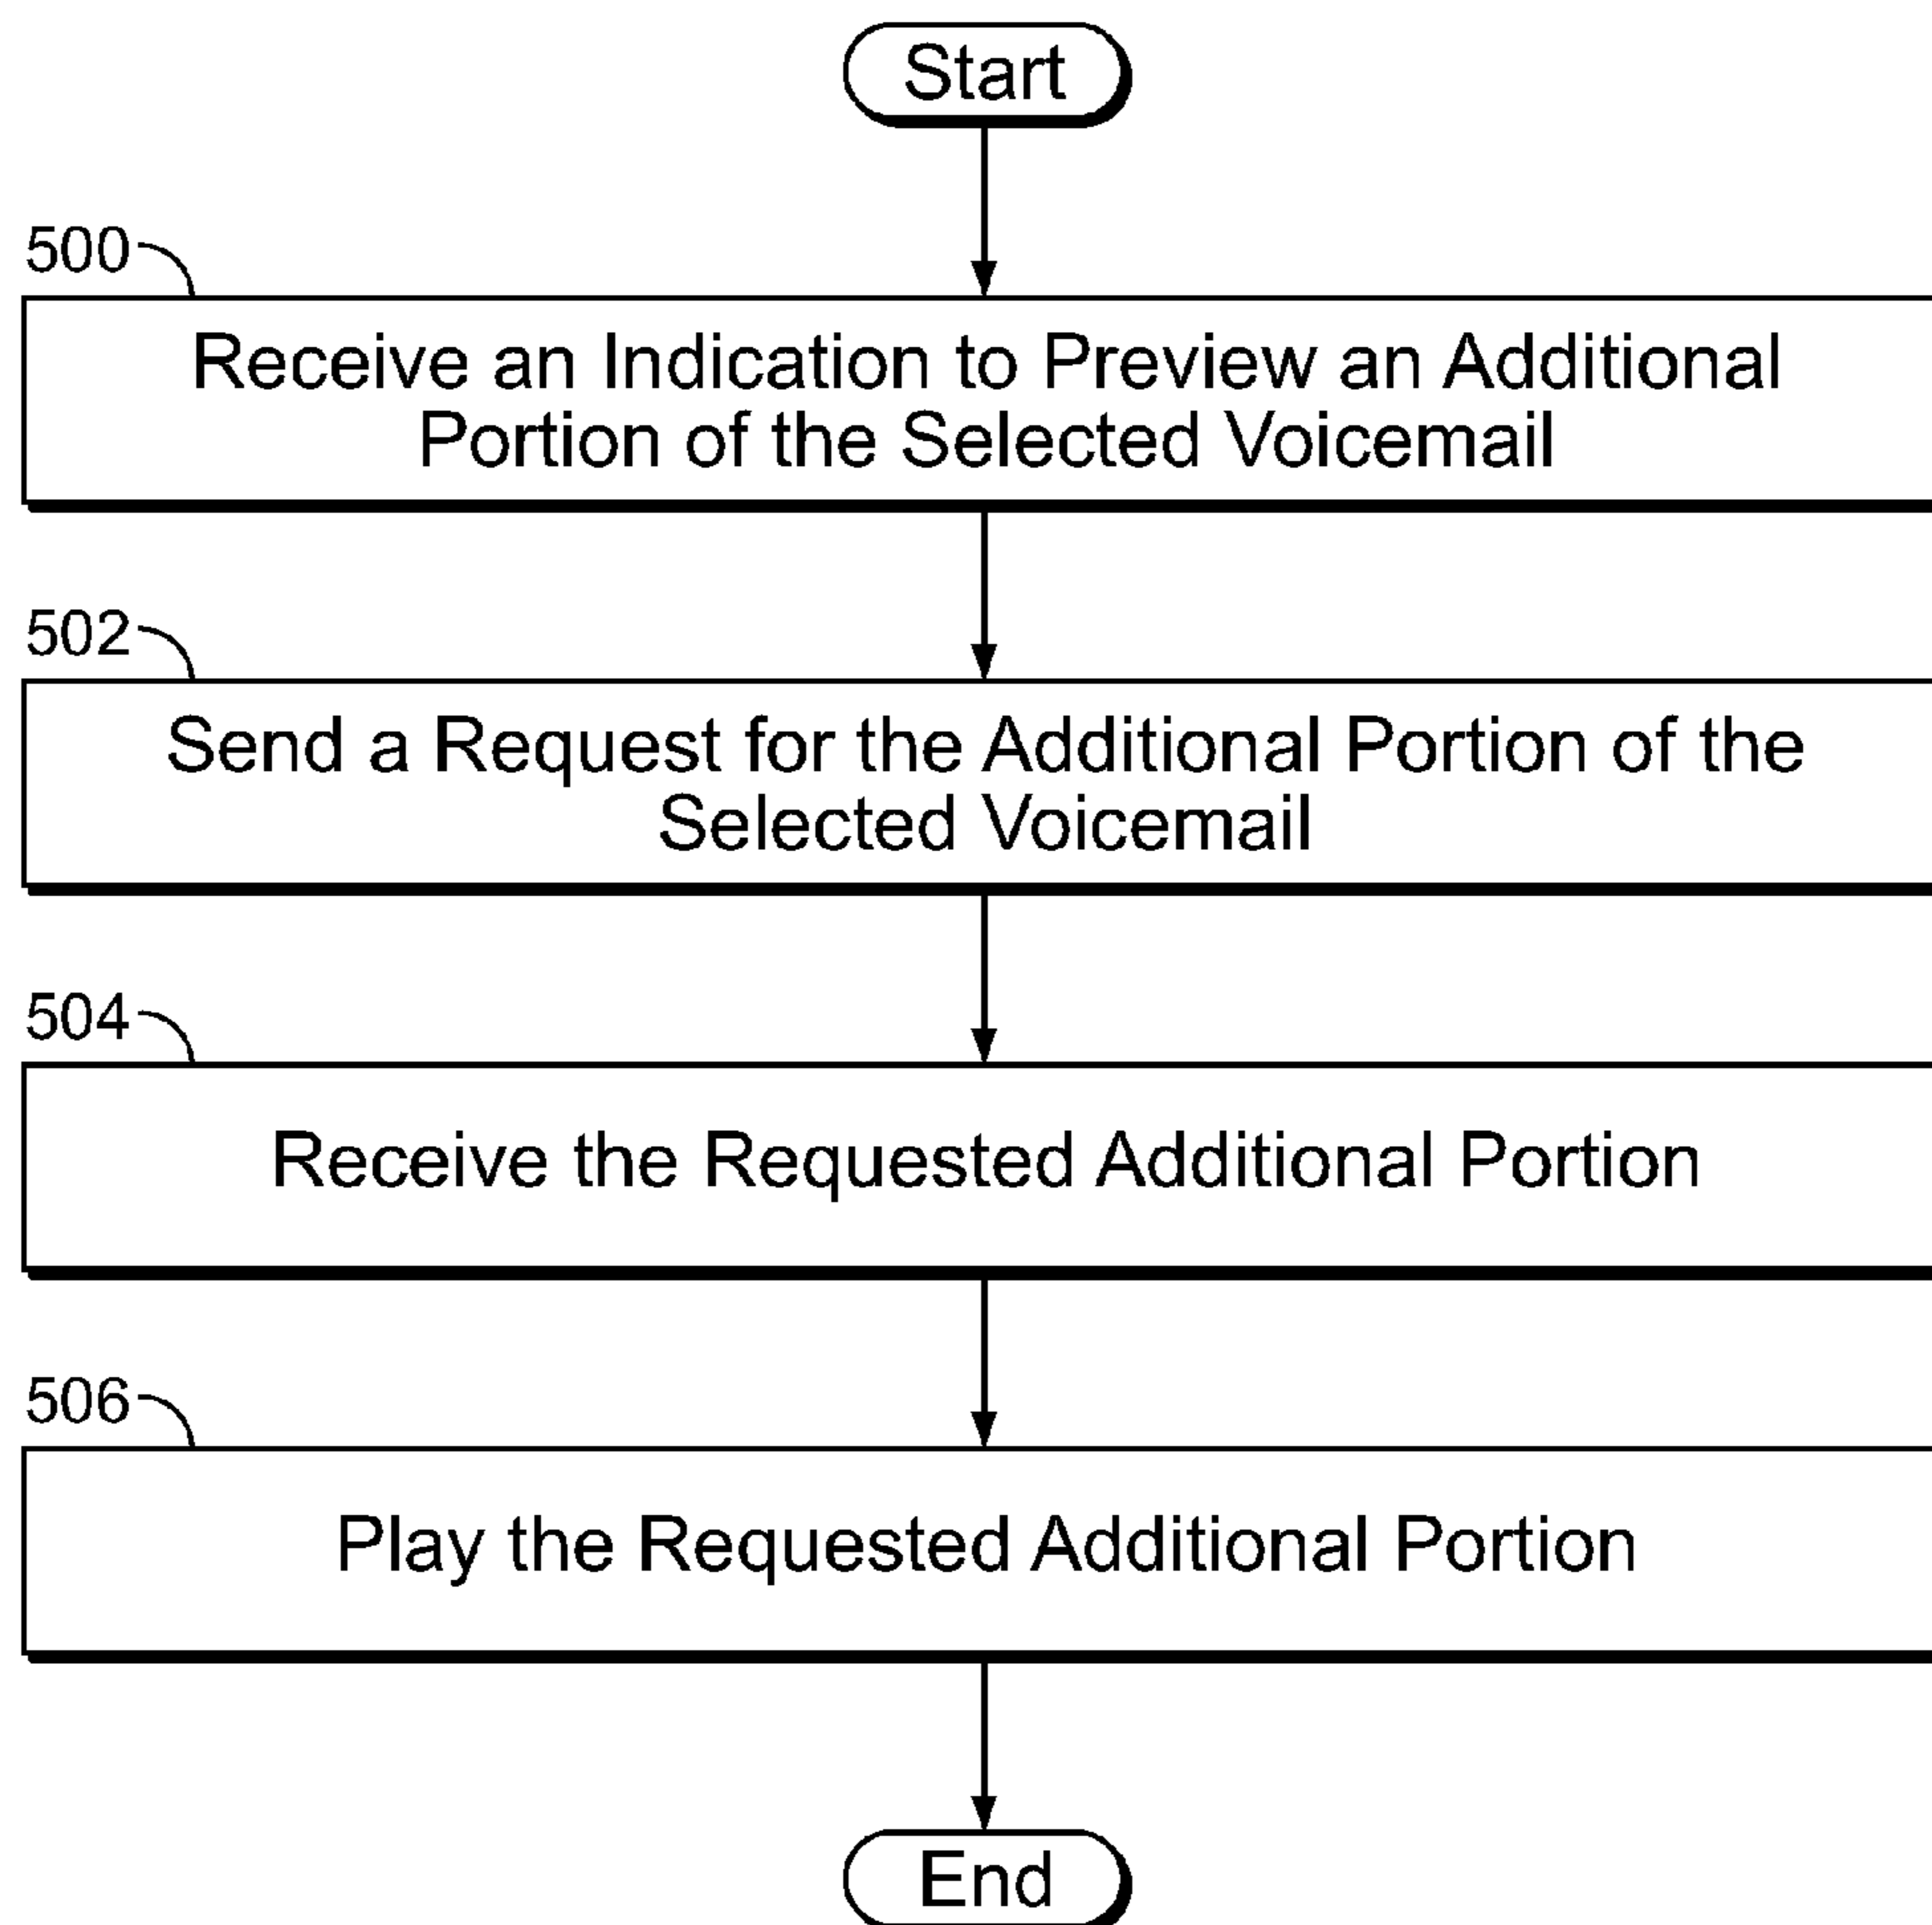 Start
500
Receive an Indication to Preview an Additional
Portion of the Selected Voicemail
502
Send a Request for the Additional Portion of the
Selected Voicemail
504
Receive the Requested Additional Portion
506
Play the Requested Additional Portion
End